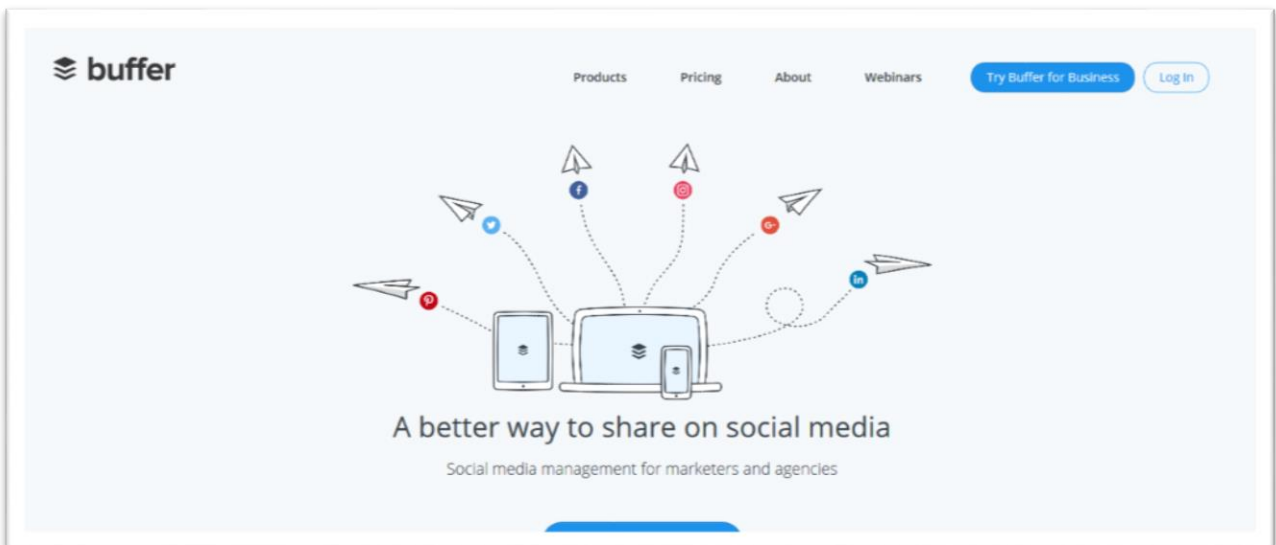 buffer
Products Pricing About Webinars Try Buffer for Business Log In
f
G+
in
A better way to share on social media
Social media management for marketers and agencies